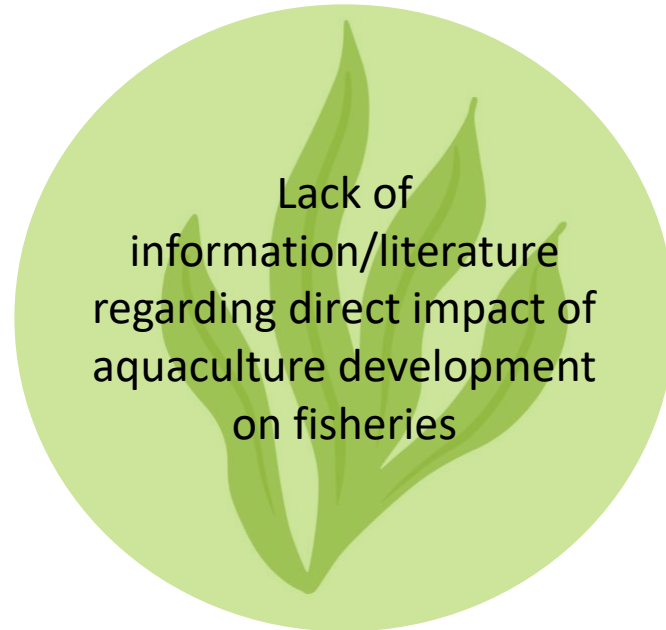 Lack of
information/literature
regarding direct impact of
aquaculture development
on fisheries